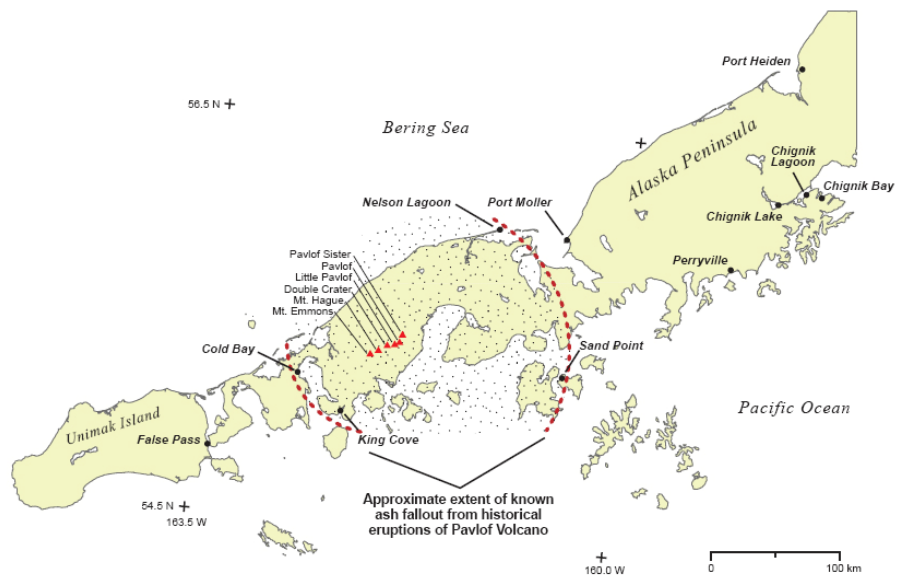 Port Heiden
56.5 N
Bering Sea
Alaska Peninsula
Chignik
Lagoon
Chignik Bay
Nelson Lagoon
Port Moller
Chignik Lake
Pavlof Sister
Pavlof
Little Pavlof
Double Crater
Mt. Hague
Mt. Emmons
Perryville
Cold Bay
Sand Point
Unimak Island
Pacific Ocean
False Pass
King Cove
Approximate extent of known
ash fallout from historical
eruptions of Pavlof Volcano
54.5 N
163.5 W
160.0 W
0
100 km